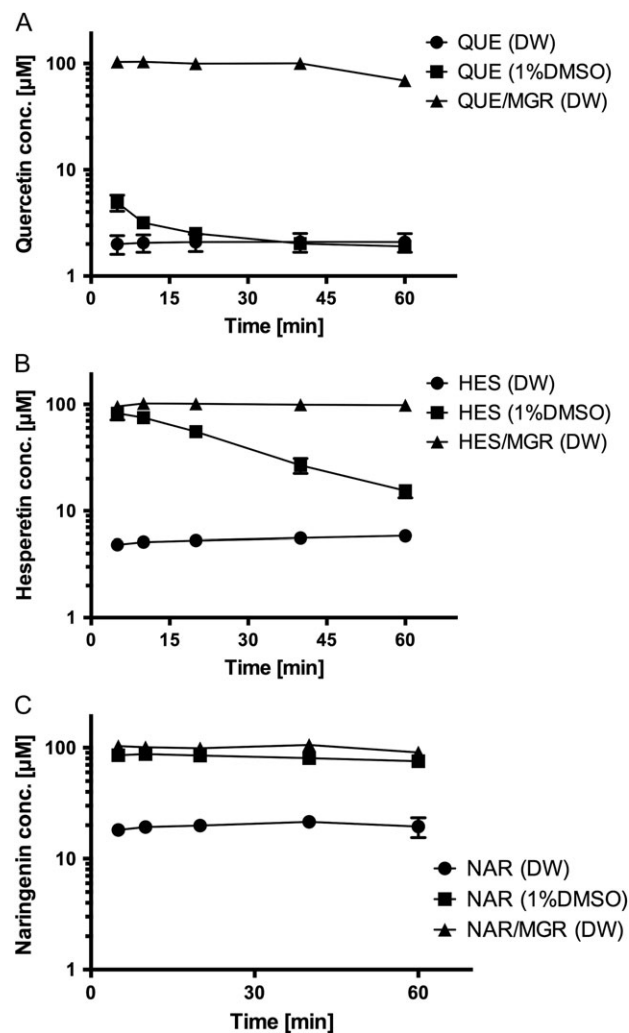 A
QUE (DW)
QUE (1%DMSO)
QUE/MGR (DW)
Quercetin conc. [µM]
100
10
1
0
15
30
45
60
Time [min]
B
HES (DW)
HES (1%DMSO)
HES/MGR (DW)
Hesperetin conc. [µM]
100
10
1
0
15
30
45
60
Time [min]
C
NAR (DW)
NAR (1%DMSO)
NAR/MGR (DW)
Naringenin conc. [µM]
100
10
1
0
30
60
Time [min]